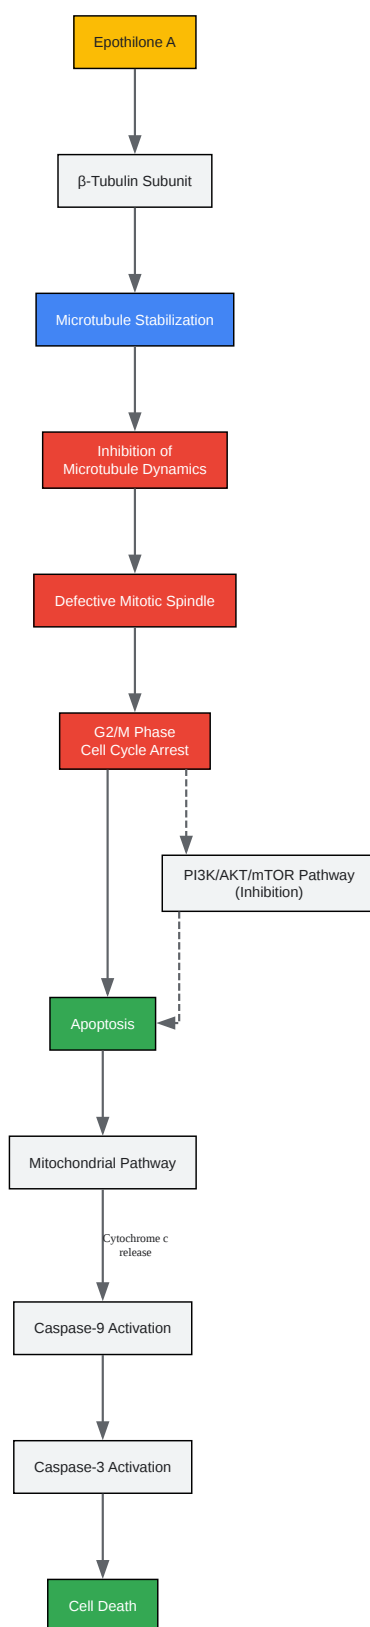 Epothilone A
β-Tubulin Subunit
Microtubule Stabilization
Inhibition of
Microtubule Dynamics
Defective Mitotic Spindle
G2/M Phase
Cell Cycle Arrest
PI3K/AKT/mTOR Pathway
(Inhibition)
Apoptosis
Mitochondrial Pathway
Cytochrome c
release
Caspase-9 Activation
Caspase-3 Activation
Cell Death